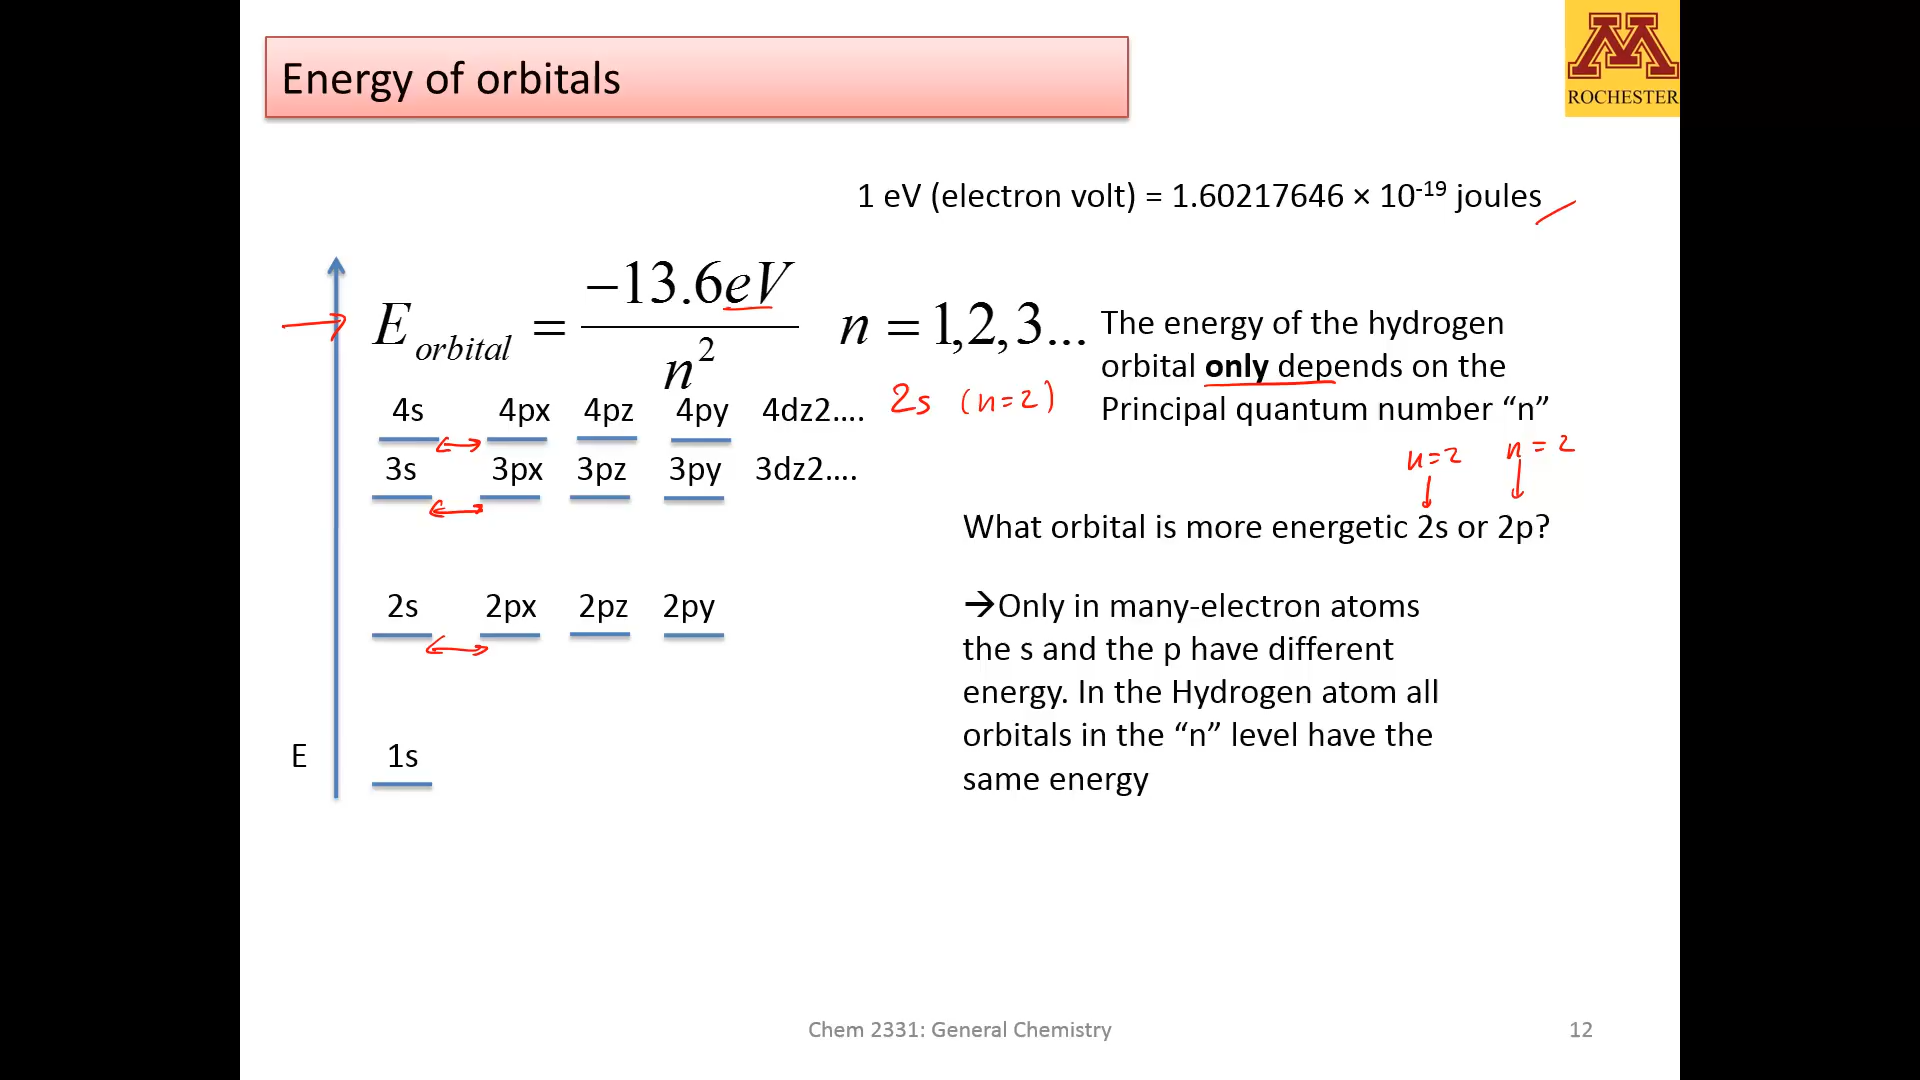 Energy of orbitals
M
ROCHESTER
1 eV (electron volt) = 1.60217646 × 10⁻¹⁹ joules
E_orbital = −13.6eV / n² n = 1,2,3...
The energy of the hydrogen
orbital only depends on the
Principal quantum number “n”
4s 4px 4pz 4py 4dz2….
2s (n=2)
3s 3px 3pz 3py 3dz2….
n=2 n=2
What orbital is more energetic 2s or 2p?
2s 2px 2pz 2py
→Only in many-electron atoms
the s and the p have different
energy. In the Hydrogen atom all
orbitals in the “n” level have the
same energy
E 1s
Chem 2331: General Chemistry
12